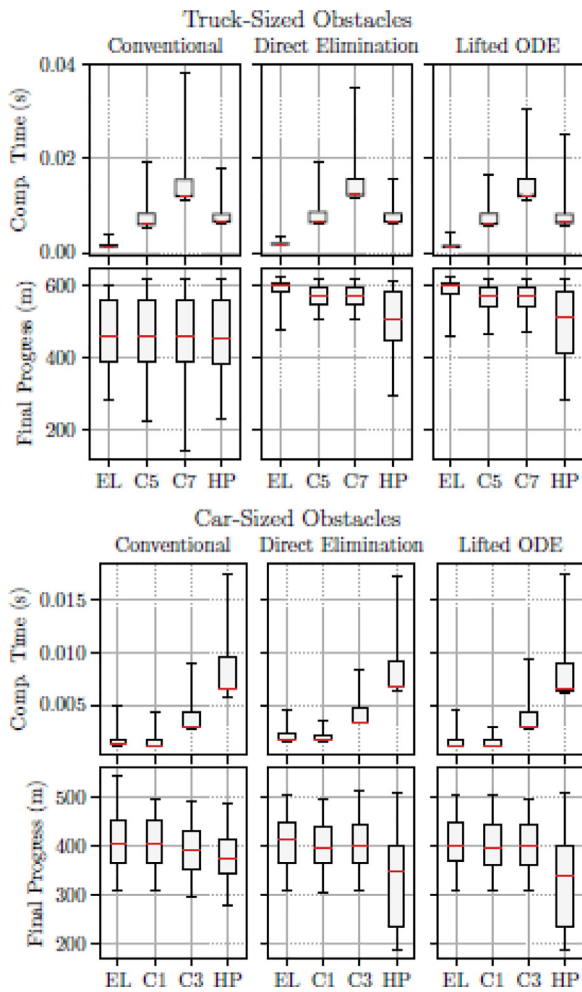 Truck-Sized Obstacles
Conventional Direct Elimination Lifted ODE
0.04
0.02
0.00
Comp. Time (s)
600
400
200
Final Progress (m)
EL C5 C7 HP EL C5 C7 HP EL C5 C7 HP
Car-Sized Obstacles
Conventional Direct Elimination Lifted ODE
0.015
0.010
0.005
Comp. Time (s)
500
400
300
200
Final Progress (m)
EL C1 C3 HP EL C1 C3 HP EL C1 C3 HP